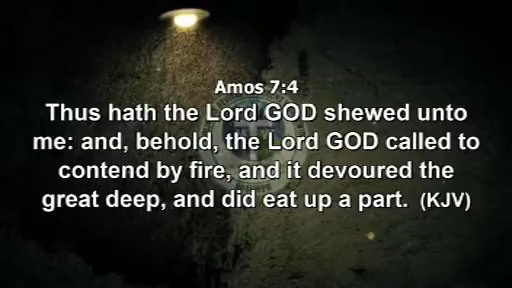 Amos 7:4
Thus hath the Lord GOD shewed unto
me: and, behold, the Lord GOD called to
contend by fire, and it devoured the
great deep, and did eat up a part. (KJV)